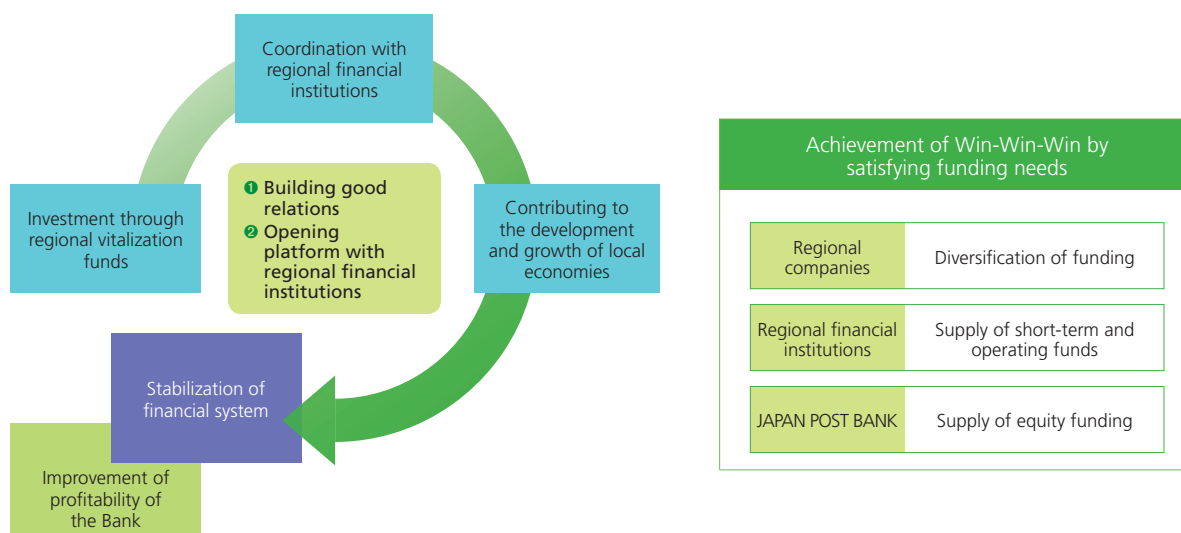 Coordination with
regional financial
institutions
Investment through
regional vitalization
funds
❶ Building good
relations
❷ Opening
platform with
regional financial
institutions
Contributing to
the development
and growth of local
economies
Stabilization of
financial system
Improvement of
profitability of
the Bank
Achievement of Win-Win-Win by
satisfying funding needs
Regional
companies
Diversification of funding
Regional financial
institutions
Supply of short-term and
operating funds
JAPAN POST BANK
Supply of equity funding